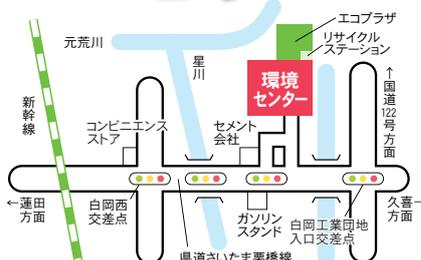 エコプラザ
リサイクル
ステーション
元荒川
星川
環境
センター
↑国道122号方面
新幹線
コンビニエンス
ストア
セメント
会社
←蓮田
方面
白岡西
交差点
ガソリン
スタンド
白岡工業団地
入口交差点
久喜→
方面
県道さいたま栗橋線